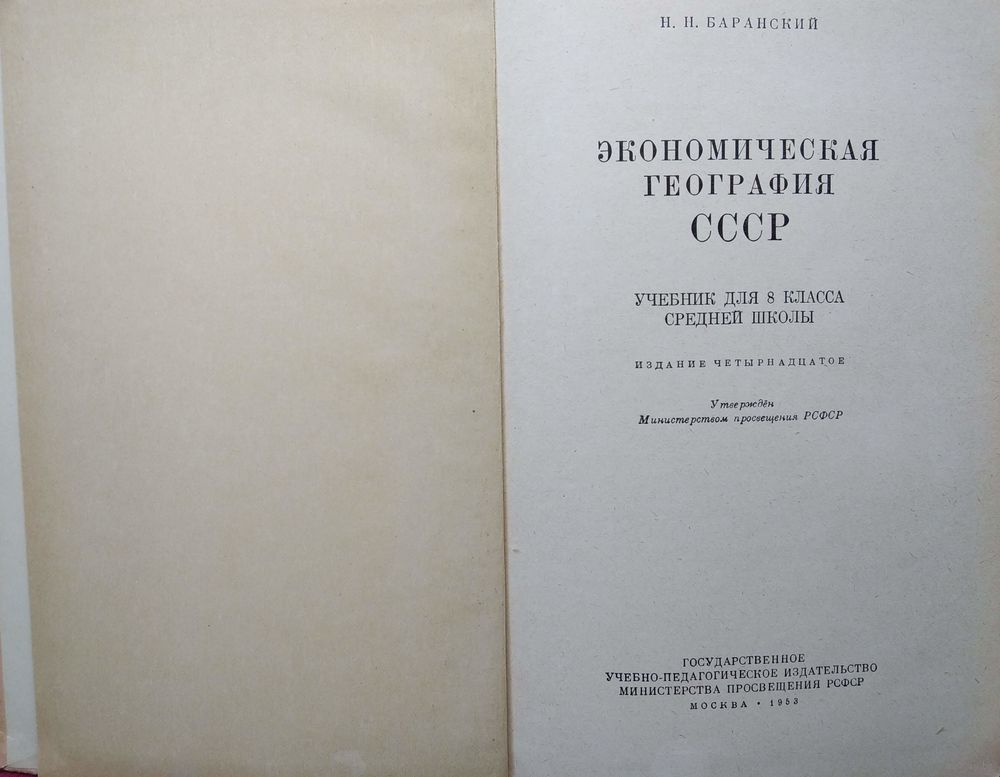 Н. Н. БАРАНСКИЙ
ЭКОНОМИЧЕСКАЯ
ГЕОГРАФИЯ
СССР
УЧЕБНИК ДЛЯ 8 КЛАССА
СРЕДНЕЙ ШКОЛЫ
ИЗДАНИЕ ЧЕТЫРНАДЦАТОЕ
Утверждён
Министерством просвещения РСФСР
ГОСУДАРСТВЕННОЕ
УЧЕБНО-ПЕДАГОГИЧЕСКОЕ ИЗДАТЕЛЬСТВО
МИНИСТЕРСТВА ПРОСВЕЩЕНИЯ РСФСР
МОСКВА • 1953